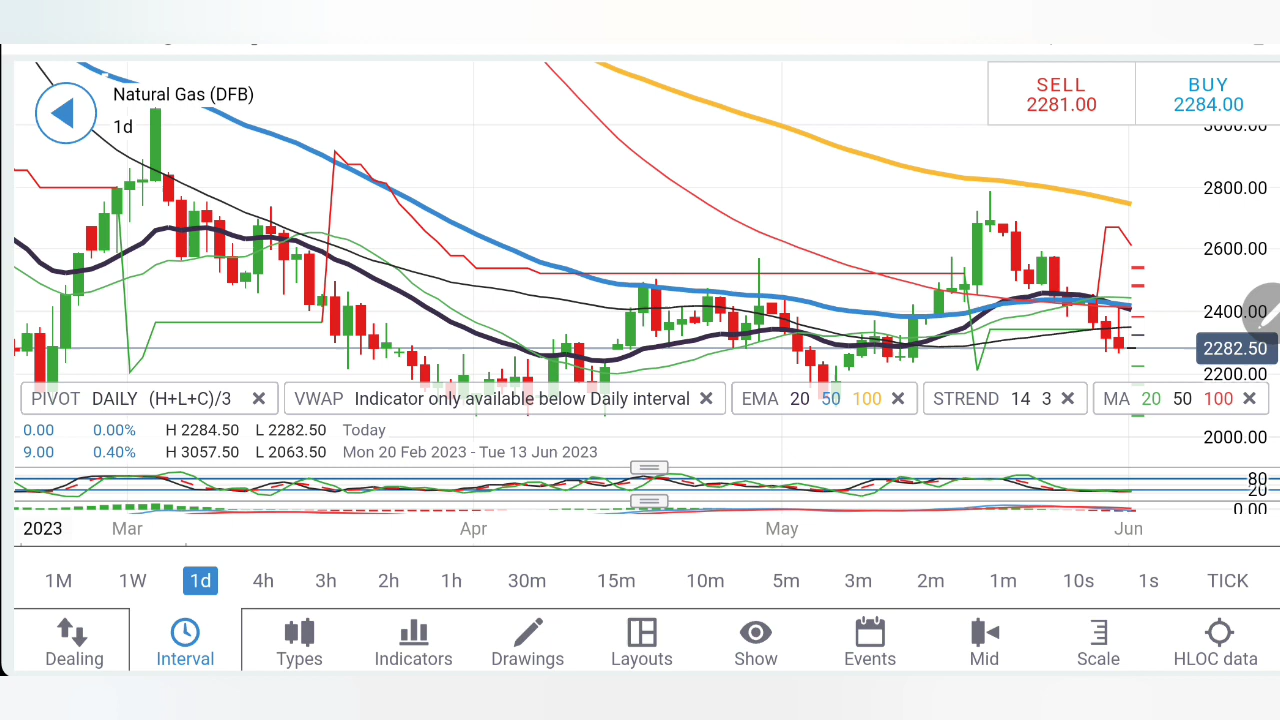 Natural Gas (DFB)
1d
SELL
2281.00
BUY
2284.00
3000.00
2800.00
2600.00
2400.00
2282.50
2200.00
PIVOT DAILY (H+L+C)/3
VWAP Indicator only available below Daily interval
EMA 20 50 100
STREND 14 3
MA 20 50 100
0.00 0.00% H 2284.50 L 2282.50 Today
2000.00
9.00 0.40% H 3057.50 L 2063.50 Mon 20 Feb 2023 - Tue 13 Jun 2023
80
20
0.00
2023 Mar Apr May Jun
1M 1W 1d 4h 3h 2h 1h 30m 15m 10m 5m 3m 2m 1m 10s 1s TICK
Dealing Interval Types Indicators Drawings Layouts Show Events Mid Scale HLOC data